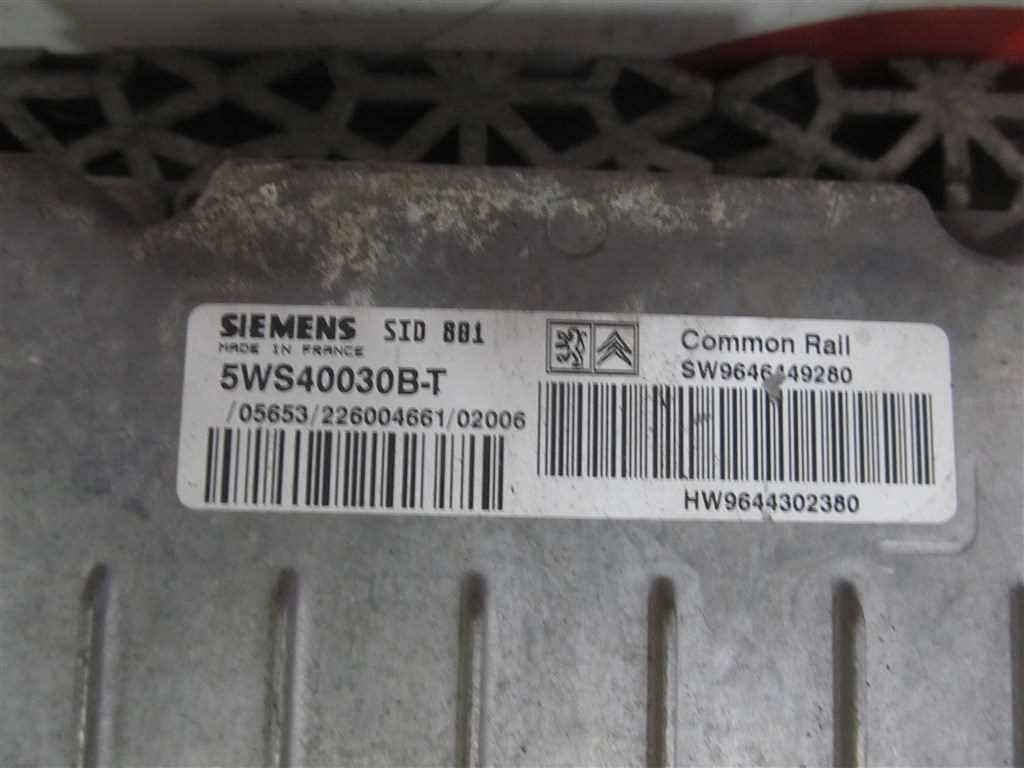 SIEMENS SID 801
MADE IN FRANCE
5WS40030B-T
/05653/226004661/02006
Common Rail
SW9646449280
HW9644302380